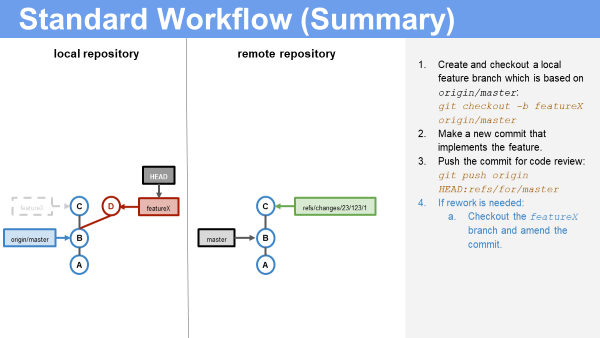 Standard Workflow (Summary)
local repository
remote repository
HEAD
featureX
C
D
featureX
origin/master
B
A
C
refs/changes/23/123/1
master
B
A
1. Create and checkout a local
feature branch which is based on
origin/master:
git checkout -b featureX
origin/master
2. Make a new commit that
implements the feature.
3. Push the commit for code review:
git push origin
HEAD:refs/for/master
4. If rework is needed:
a. Checkout the featureX
branch and amend the
commit.